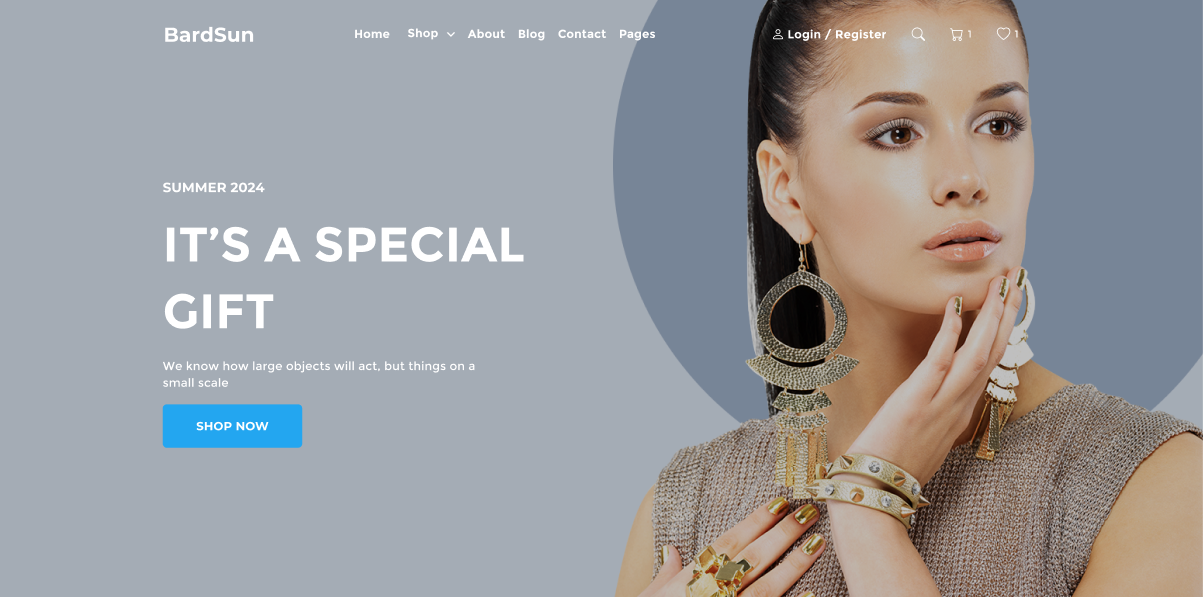 BardSun
Home Shop About Blog Contact Pages Login / Register 1 1
SUMMER 2024
IT’S A SPECIAL
GIFT
We know how large objects will act, but things on a
small scale
SHOP NOW